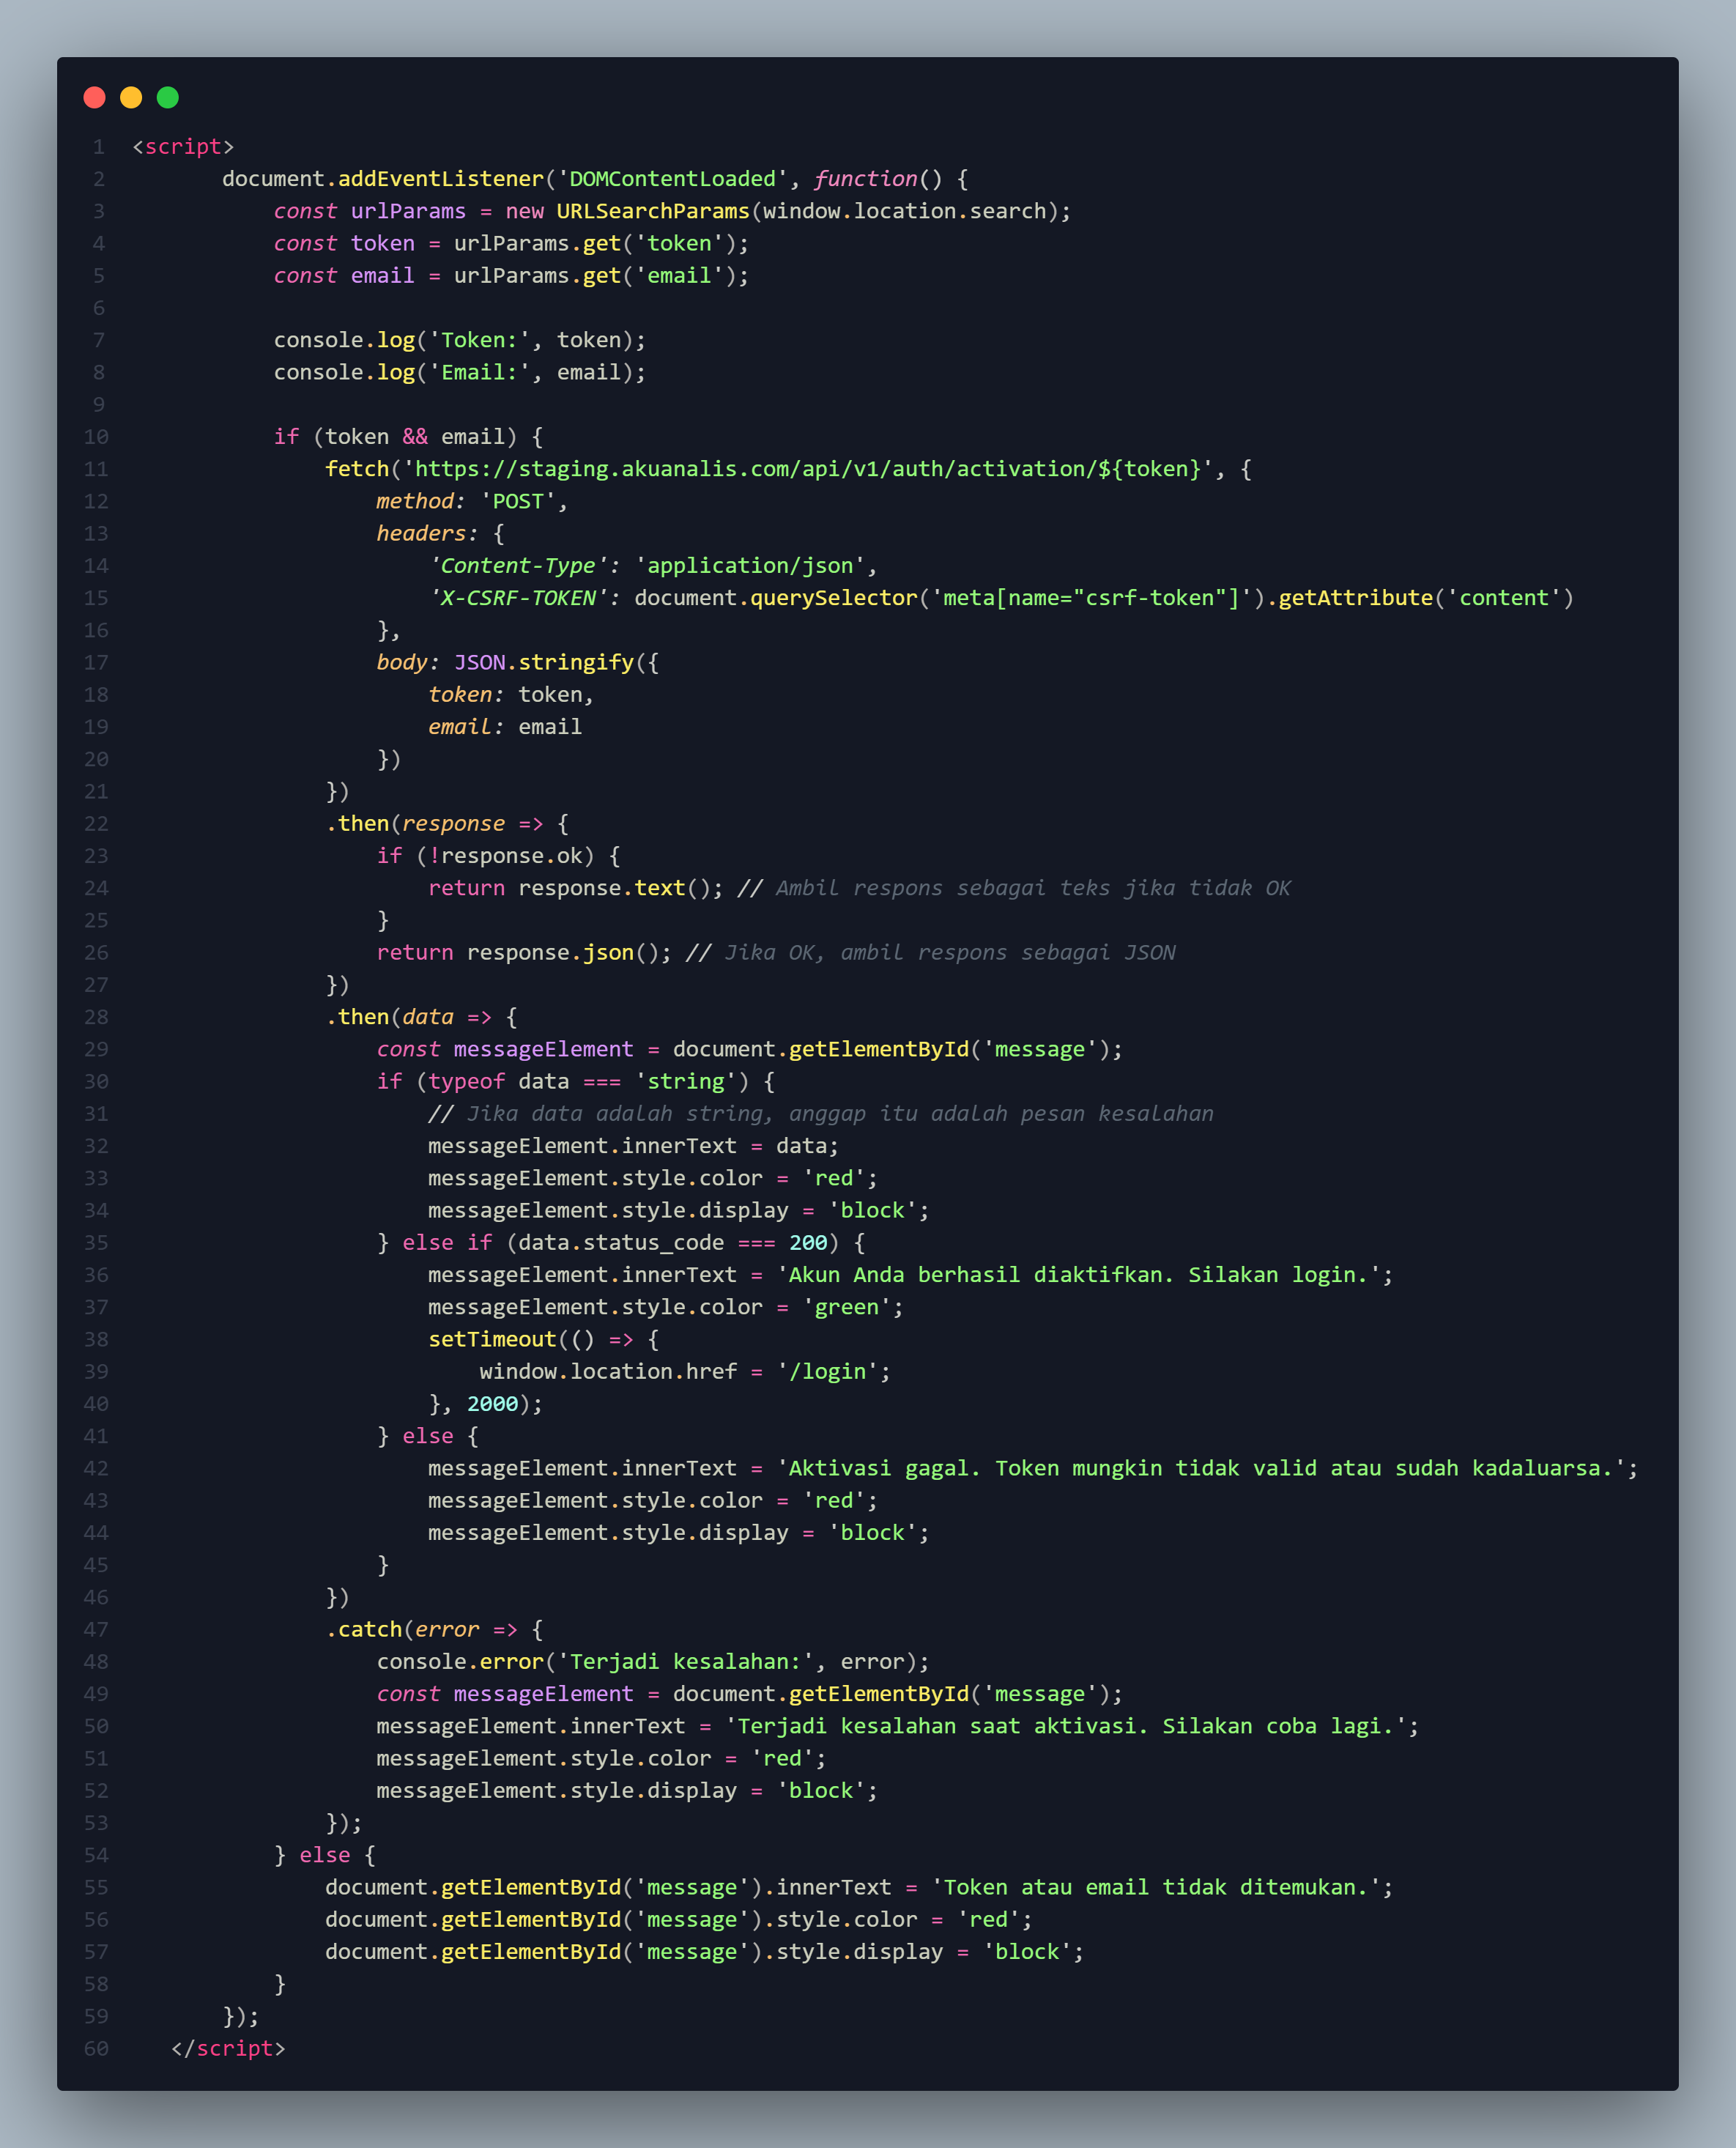 1 <script>
2 document.addEventListener('DOMContentLoaded', function() {
3 const urlParams = new URLSearchParams(window.location.search);
4 const token = urlParams.get('token');
5 const email = urlParams.get('email');
6
7 console.log('Token:', token);
8 console.log('Email:', email);
9
10 if (token && email) {
11 fetch('https://staging.akuanalis.com/api/v1/auth/activation/${token}', {
12 method: 'POST',
13 headers: {
14 'Content-Type': 'application/json',
15 'X-CSRF-TOKEN': document.querySelector('meta[name="csrf-token"]').getAttribute('content')
16 },
17 body: JSON.stringify({
18 token: token,
19 email: email
20 })
21 })
22 .then(response => {
23 if (!response.ok) {
24 return response.text(); // Ambil respons sebagai teks jika tidak OK
25 }
26 return response.json(); // Jika OK, ambil respons sebagai JSON
27 })
28 .then(data => {
29 const messageElement = document.getElementById('message');
30 if (typeof data === 'string') {
31 // Jika data adalah string, anggap itu adalah pesan kesalahan
32 messageElement.innerText = data;
33 messageElement.style.color = 'red';
34 messageElement.style.display = 'block';
35 } else if (data.status_code === 200) {
36 messageElement.innerText = 'Akun Anda berhasil diaktifkan. Silakan login.';
37 messageElement.style.color = 'green';
38 setTimeout(() => {
39 window.location.href = '/login';
40 }, 2000);
41 } else {
42 messageElement.innerText = 'Aktivasi gagal. Token mungkin tidak valid atau sudah kadaluarsa.';
43 messageElement.style.color = 'red';
44 messageElement.style.display = 'block';
45 }
46 })
47 .catch(error => {
48 console.error('Terjadi kesalahan:', error);
49 const messageElement = document.getElementById('message');
50 messageElement.innerText = 'Terjadi kesalahan saat aktivasi. Silakan coba lagi.';
51 messageElement.style.color = 'red';
52 messageElement.style.display = 'block';
53 });
54 } else {
55 document.getElementById('message').innerText = 'Token atau email tidak ditemukan.';
56 document.getElementById('message').style.color = 'red';
57 document.getElementById('message').style.display = 'block';
58 }
59 });
60 </script>